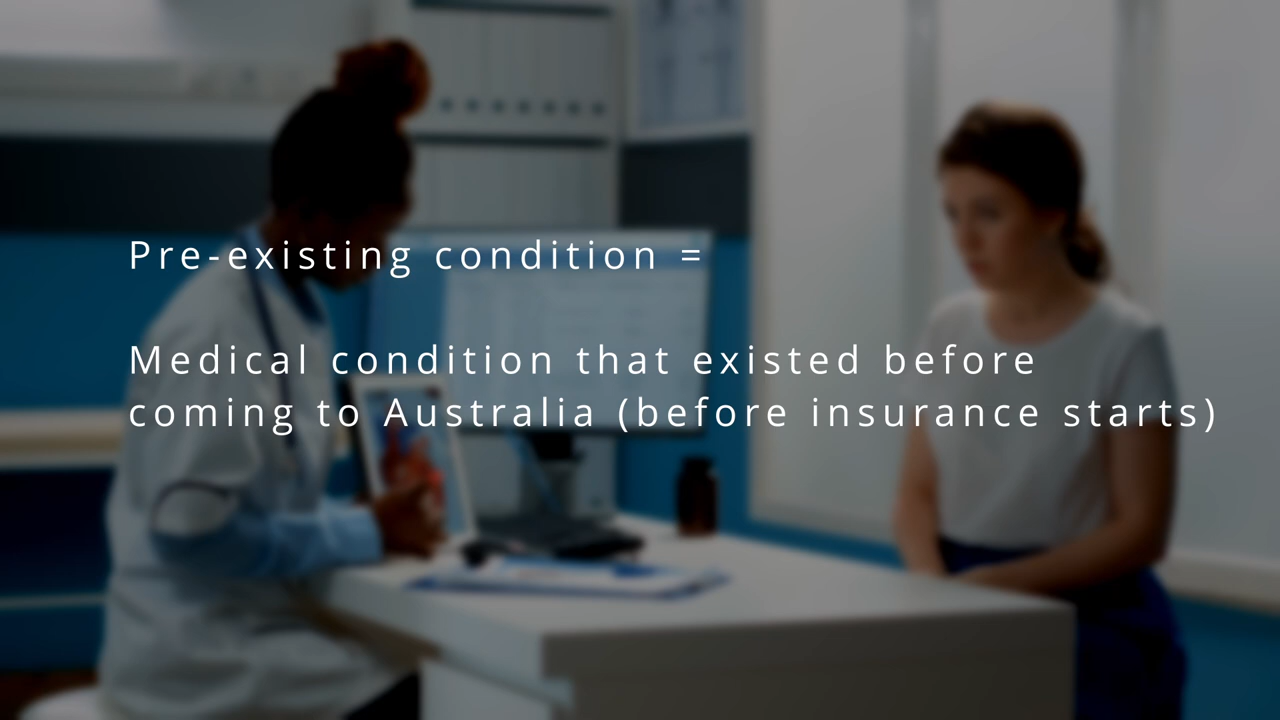 Pre-existing condition =
Medical condition that existed before
coming to Australia (before insurance starts)